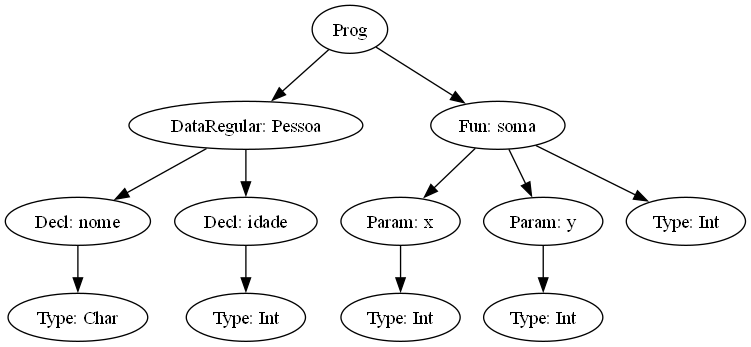 Prog
DataRegular: Pessoa
Fun: soma
Decl: nome
Decl: idade
Param: x
Param: y
Type: Int
Type: Char
Type: Int
Type: Int
Type: Int